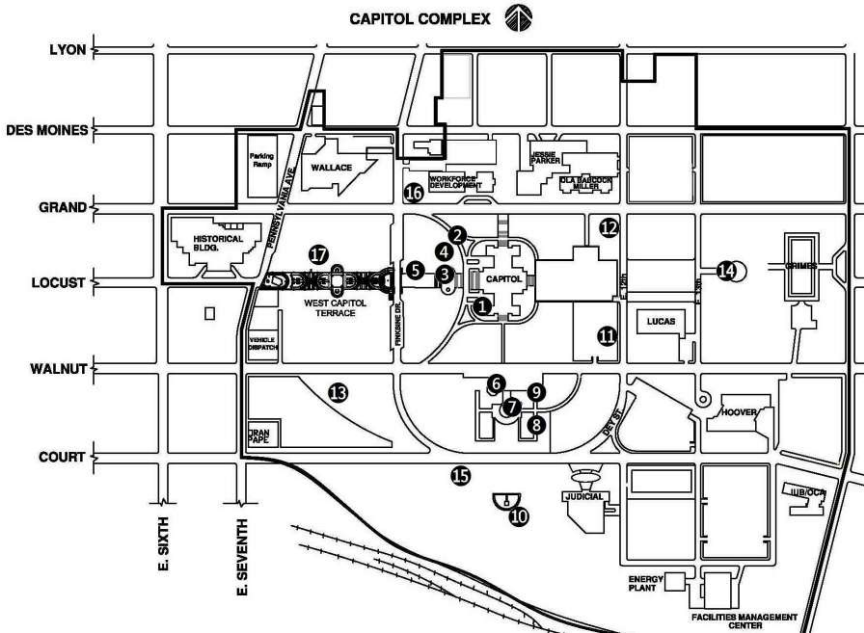 CAPITOL COMPLEX
LYON
DES MOINES
Parking
Ramp
WALLACE
PENNSYLVANIA AVE.
WORKFORCE
DEVELOPMENT
JESSIE
PARKER
OLA BABCOCK
MILLER
16
GRAND
HISTORICAL
BLDG.
17
2
4
5
3
1
CAPITOL
12
14
GRIMES
LOCUST
WEST CAPITOL
TERRACE
FINKBINE DR.
E. 12th
E. 13th
LUCAS
11
VEHICLE
DISPATCH
WALNUT
13
6
7
9
8
DEY ST
HOOVER
ORAN
PAPE
COURT
15
10
JUDICIAL
IUB/OCA
E. SIXTH
E. SEVENTH
ENERGY
PLANT
FACILITIES MANAGEMENT
CENTER